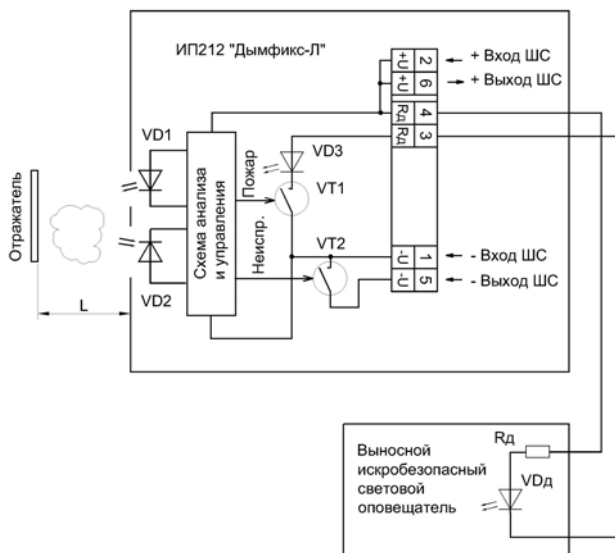 ИП212 "Дымфикс-Л"
+U 2 + Вход ШС
+U 6 + Выход ШС
Rд 4
Rд 3
VD1
VD3
Пожар
VT1
Отражатель
Схема анализа
и управления
Неиспр.
VT2
-U 1 - Вход ШС
-U 5 - Выход ШС
VD2
L
Выносной
искробезопасный
световой
оповещатель
Rд
VDд